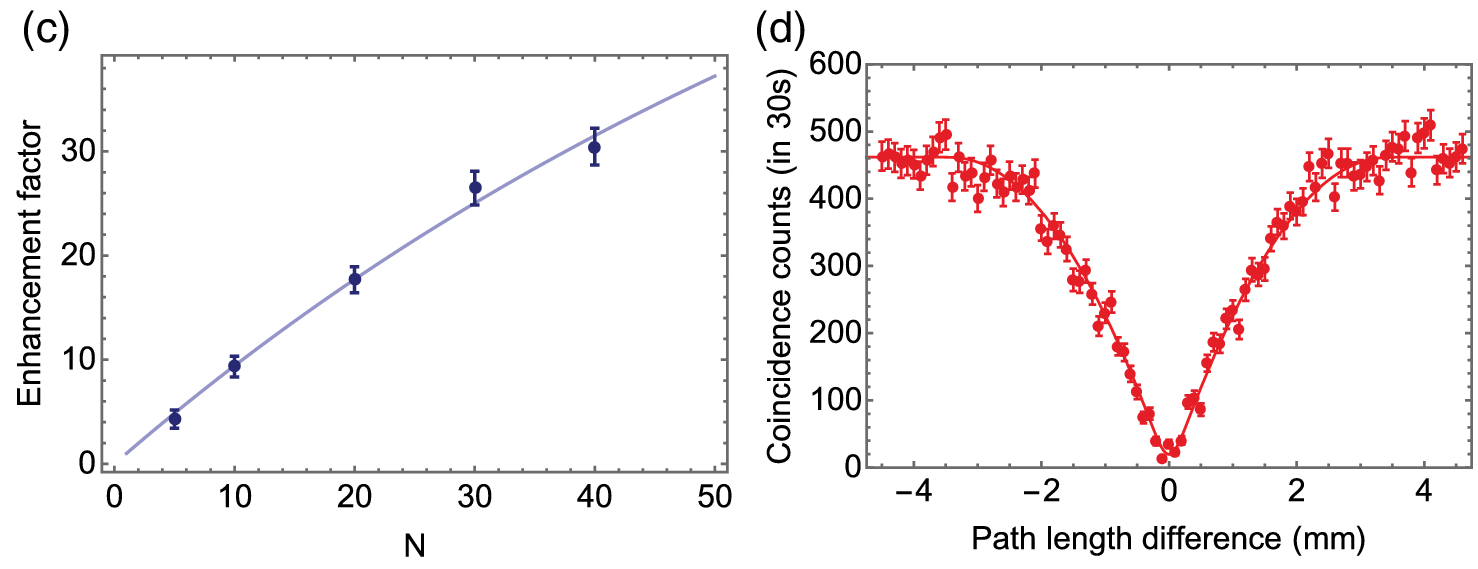 (c)
Enhancement factor
30
20
10
0
0 10 20 30 40 50
N
(d)
Coincidence counts (in 30s)
600
500
400
300
200
100
0
−4 −2 0 2 4
Path length difference (mm)